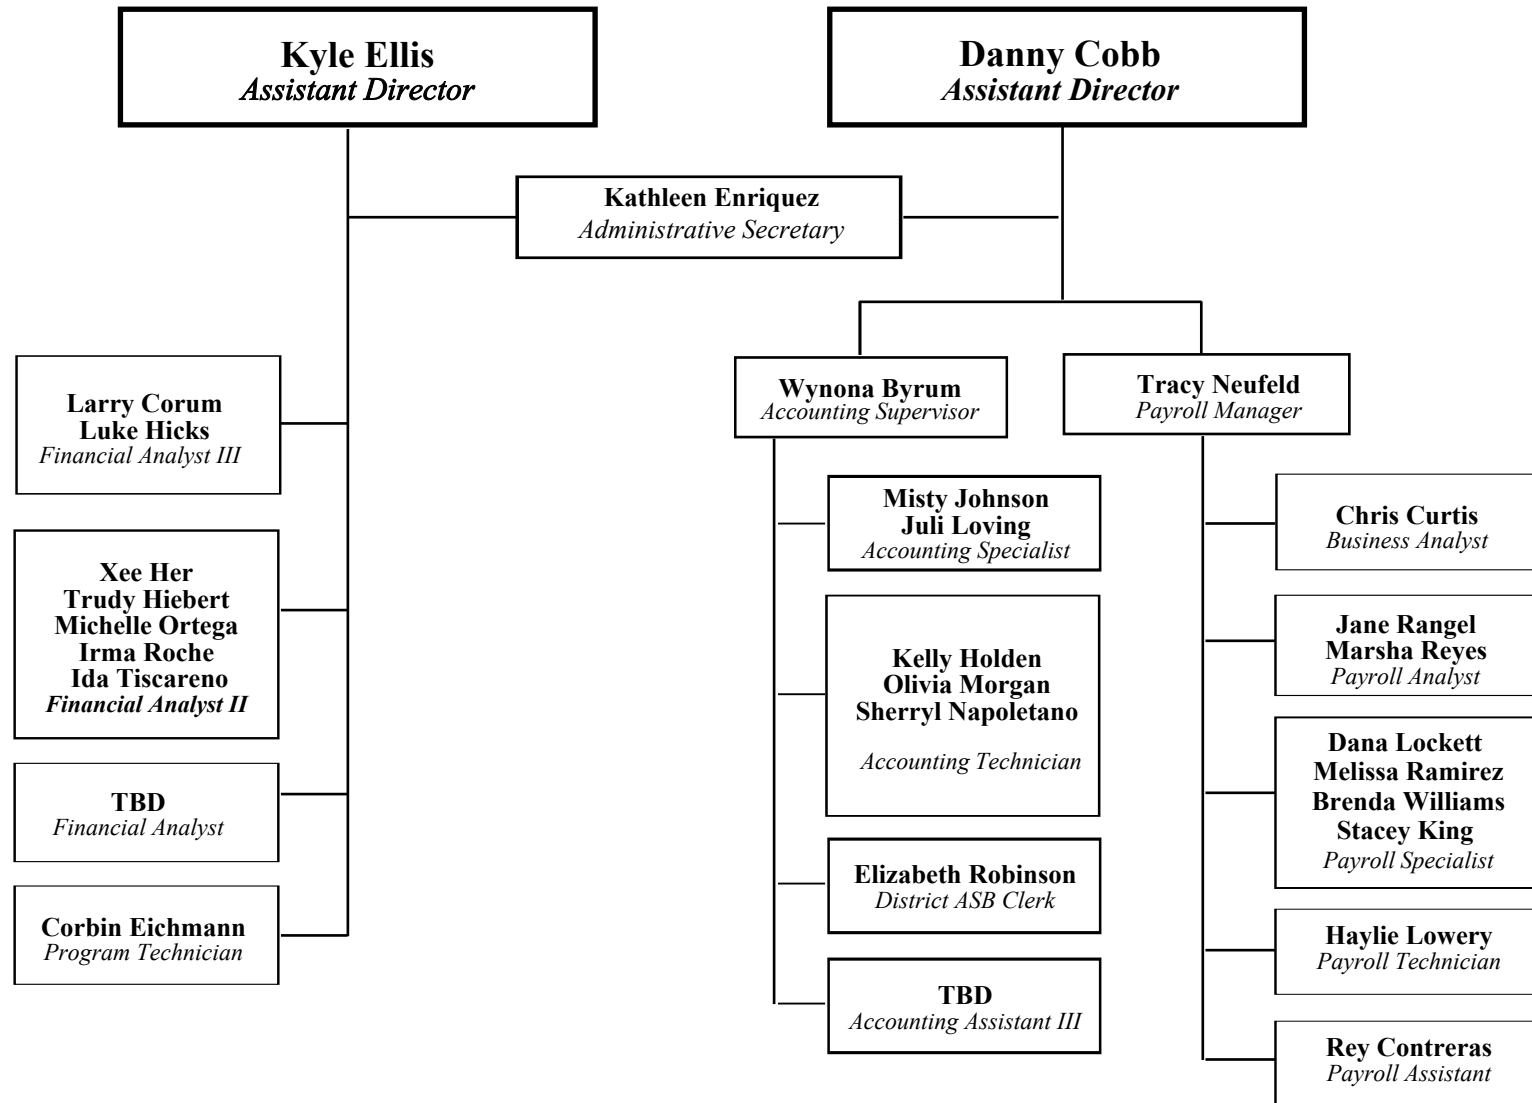 Kyle Ellis
Assistant Director
Danny Cobb
Assistant Director
Kathleen Enriquez
Administrative Secretary
Larry Corum
Luke Hicks
Financial Analyst III
Xee Her
Trudy Hiebert
Michelle Ortega
Irma Roche
Ida Tiscareno
Financial Analyst II
TBD
Financial Analyst
Corbin Eichmann
Program Technician
Wynona Byrum
Accounting Supervisor
Misty Johnson
Juli Loving
Accounting Specialist
Kelly Holden
Olivia Morgan
Sherryl Napoletano
Accounting Technician
Elizabeth Robinson
District ASB Clerk
TBD
Accounting Assistant III
Tracy Neufeld
Payroll Manager
Chris Curtis
Business Analyst
Jane Rangel
Marsha Reyes
Payroll Analyst
Dana Lockett
Melissa Ramirez
Brenda Williams
Stacey King
Payroll Specialist
Haylie Lowery
Payroll Technician
Rey Contreras
Payroll Assistant